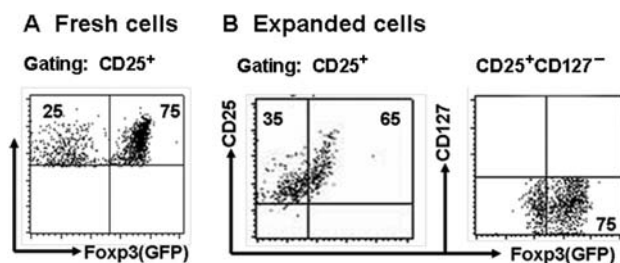 A Fresh cells
Gating: CD25⁺
25
75
Foxp3(GFP)
B Expanded cells
Gating: CD25⁺
CD25
35
65
CD25⁺CD127⁻
CD127
75
Foxp3(GFP)